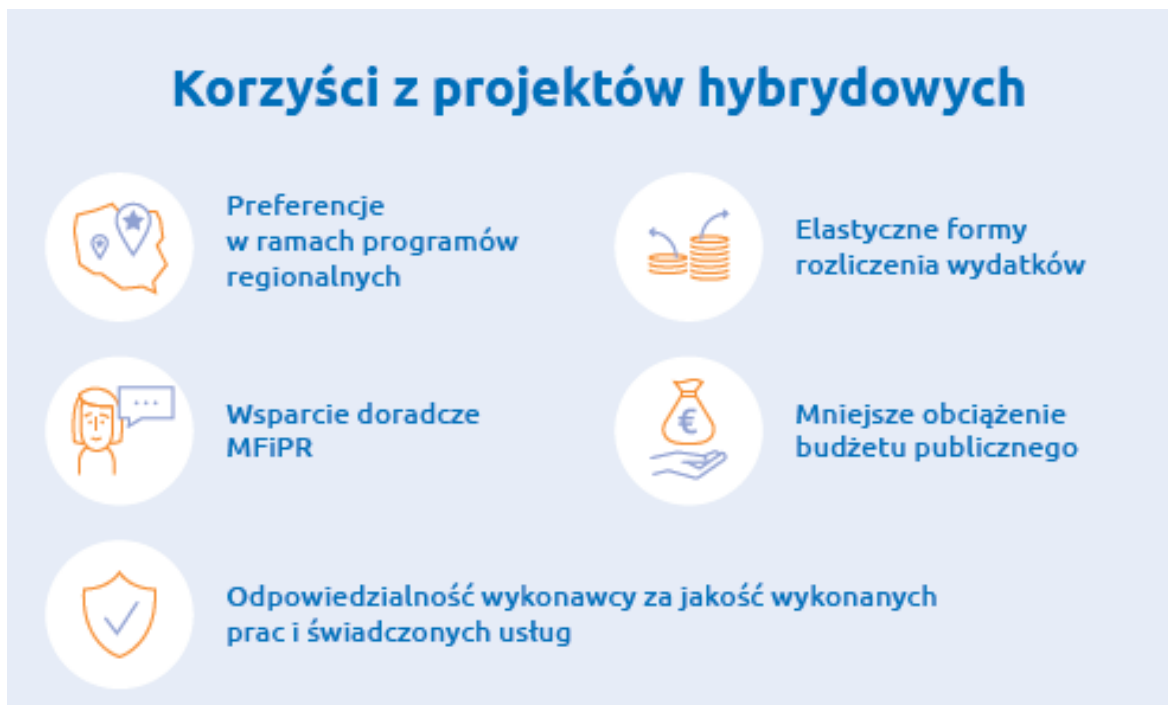 Korzyści z projektów hybrydowych
Preferencje
w ramach programów
regionalnych
Elastyczne formy
rozliczenia wydatków
Wsparcie doradcze
MFiPR
€
Mniejsze obciążenie
budżetu publicznego
Odpowiedzialność wykonawcy za jakość wykonanych
prac i świadczonych usług